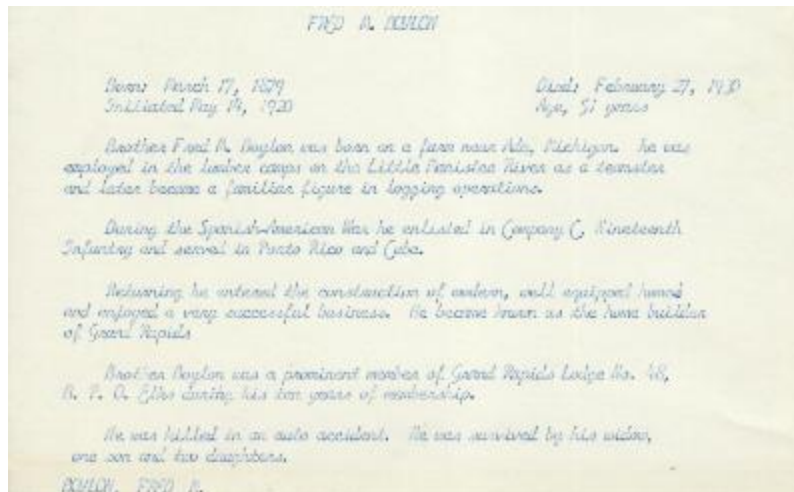 FRED M. BOYLON
Born: March 17, 1879
Died: February 27, 1930
Initiated May 14, 1920
Age, 51 years
Brother Fred M. Boylon was born on a farm near Ada, Michigan. he was
employed in the lumber camps on the Little Manistee River as a teamster
and later became a familiar figure in logging operations.
During the Spanish-American War he enlisted in Company C, Nineteenth
Infantry and served in Puerto Rico and Cuba.
Returning he entered the construction of modern, well equipped homes
and enjoyed a very successful business. He became known as the home builder
of Grand Rapids
Brother Boylon was a prominent member of Grand Rapids Lodge No. 48,
B. P. O. Elks during his ten years of membership.
He was killed in an auto accident. He was survived by his widow,
one son and two daughters.
BOYLON, FRED M.